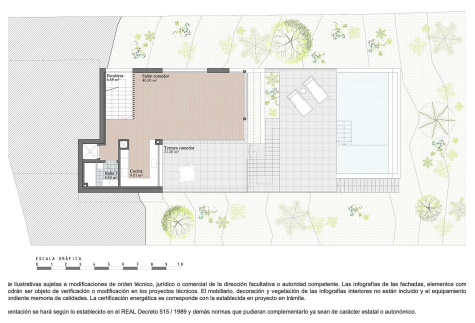 Escaleras
Salón comedor
40.00 m²
Terraza comedor
Baño 3
Cocina
ESCALA GRÁFICA
0 1 2 3 4 5 6 7 8 9 10
le ilustrativas sujetas a modificaciones de orden técnico, jurídico o comercial de la dirección facultativa o autoridad competente. Las infografías de las fachadas, elementos com
odrán ser objeto de verificación o modificación en los proyectos técnicos. El mobiliario, decoración y vegetación de las infografías interiores no están incluido y el equipamiento
ondiente memoria de calidades. La certificación energética se corresponde con la establecida en proyecto en trámite.
entación se hará según lo establecido en el REAL Decreto 515 / 1989 y demás normas que pudieran complementarlo ya sean de carácter estatal o autonómico.